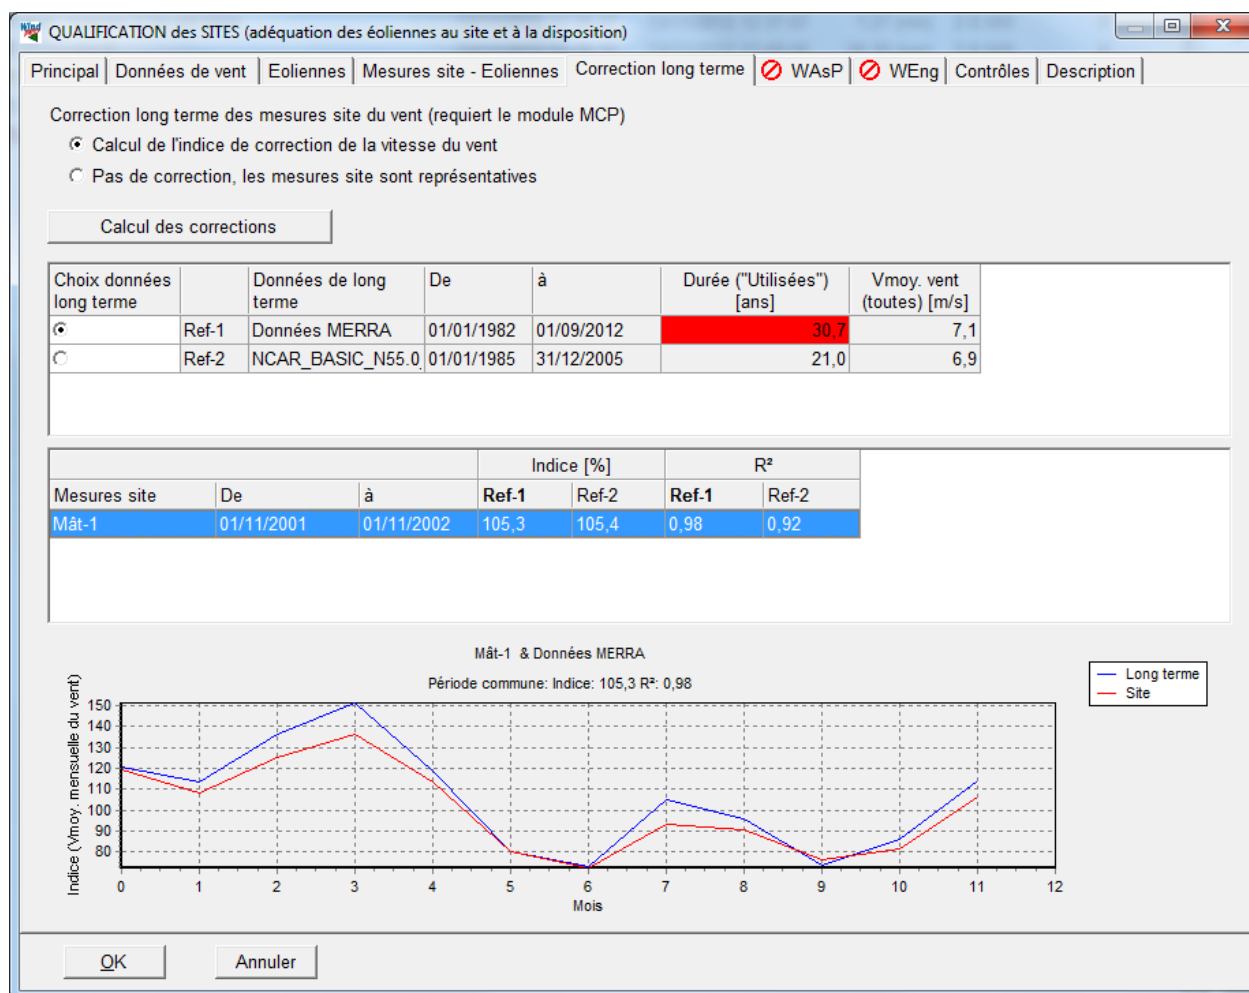 Wind
QUALIFICATION des SITES (adéquation des éoliennes au site et à la disposition)
Principal Données de vent Eoliennes Mesures site - Eoliennes Correction long terme WAsP WEng Contrôles Description
Correction long terme des mesures site du vent (requiert le module MCP)
Calcul de l'indice de correction de la vitesse du vent
Pas de correction, les mesures site sont représentatives
Calcul des corrections
Choix données long terme Données de long terme De à Durée ("Utilisées") [ans] Vmoy. vent (toutes) [m/s]
Ref-1 Données MERRA 01/01/1982 01/09/2012 30,7 7,1
Ref-2 NCAR_BASIC_N55.0_ 01/01/1985 31/12/2005 21,0 6,9
Indice [%] R²
Mesures site De à Ref-1 Ref-2 Ref-1 Ref-2
Mât-1 01/11/2001 01/11/2002 105,3 105,4 0,98 0,92
Mât-1 & Données MERRA
Période commune: Indice: 105,3 R²: 0,98
Long terme
Site
Indice (Vmoy. mensuelle du vent)
150
140
130
120
110
100
90
80
0 1 2 3 4 5 6 7 8 9 10 11 12
Mois
OK Annuler